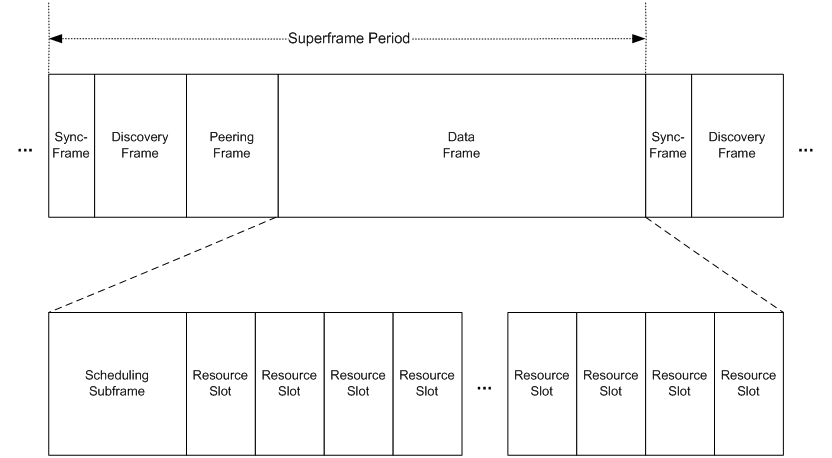 Superframe Period
... Sync- Discovery Peering Data Sync- Discovery ...
Frame Frame Frame Frame Frame Frame
Scheduling Resource Resource Resource Resource ... Resource Resource Resource Resource
Subframe Slot Slot Slot Slot Slot Slot Slot Slot